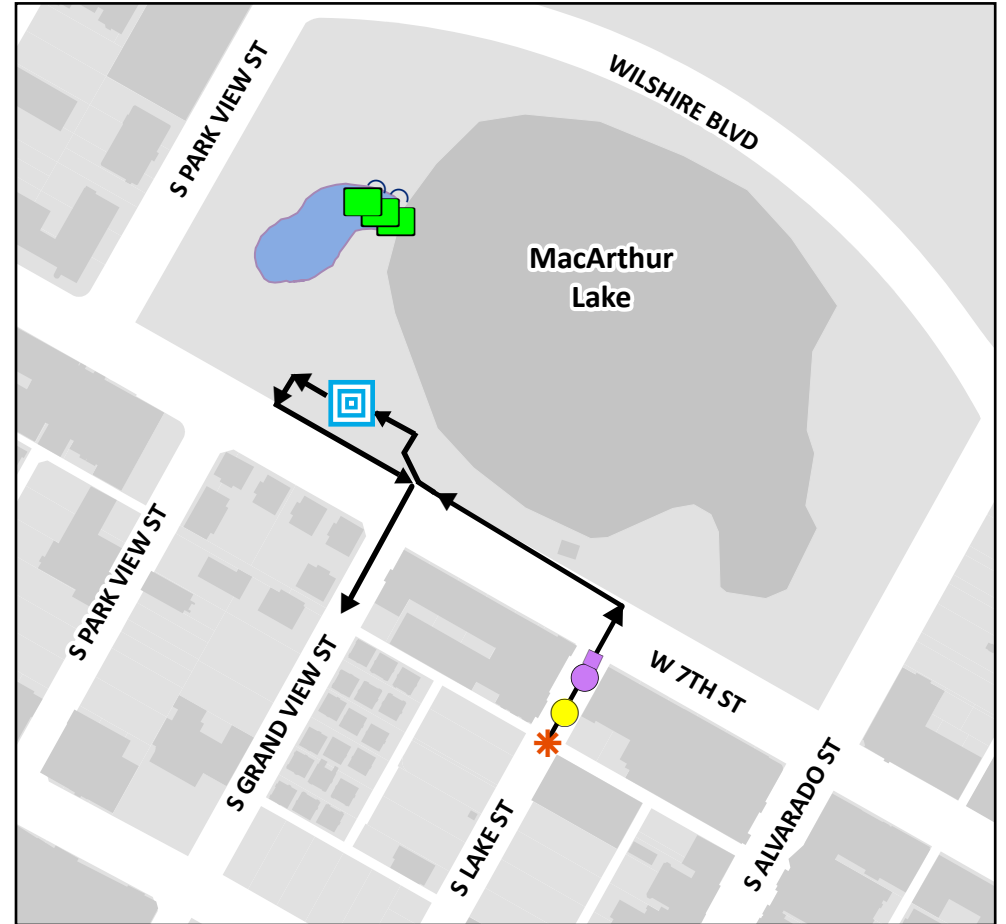 WILSHIRE BLVD
S PARK VIEW ST
MacArthur
Lake
S PARK VIEW ST
S GRAND VIEW ST
W 7TH ST
S LAKE ST
S ALVARADO ST